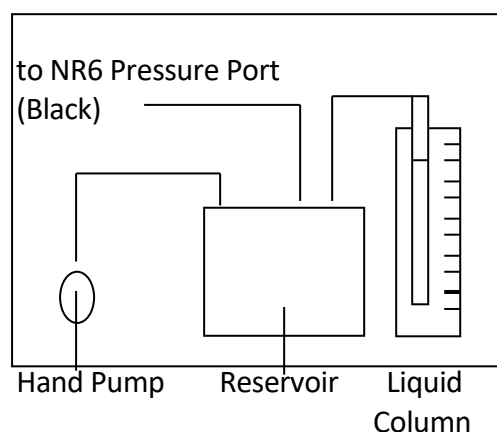 to NR6 Pressure Port
(Black)
Hand Pump
Reservoir
Liquid
Column